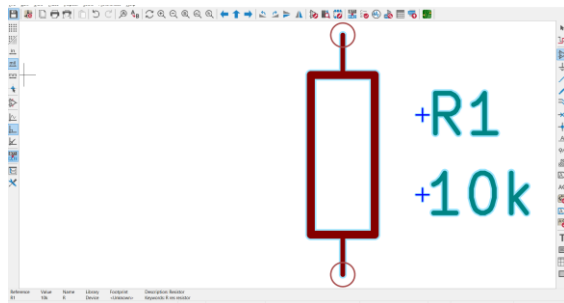 R1
10k
Reference Value Name Library Footprint Description: Resistor
R1 10k R Device <Unknown> Keywords: R res resistor